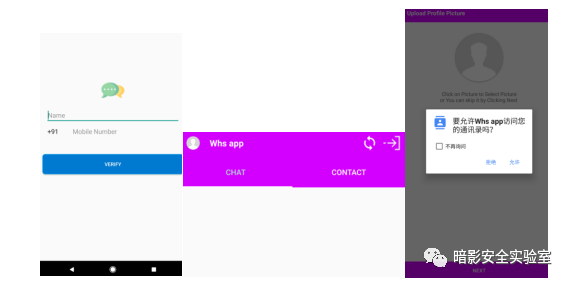 Name
+91 Mobile Number
VERIFY
Whs app
CHAT CONTACT
Upload Profile Picture
Click on Picture to Select Picture
or You can skip it by Clicking Next
要允许Whs app访问您
的通讯录吗?
不再询问
拒绝 允许
NEXT
暗影安全实验室